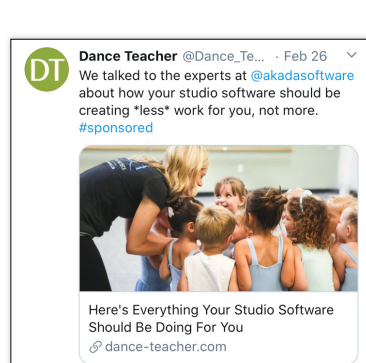 DT
Dance Teacher @Dance_Te... · Feb 26
We talked to the experts at @akadasoftware
about how your studio software should be
creating *less* work for you, not more.
#sponsored
Here's Everything Your Studio Software
Should Be Doing For You
dance-teacher.com